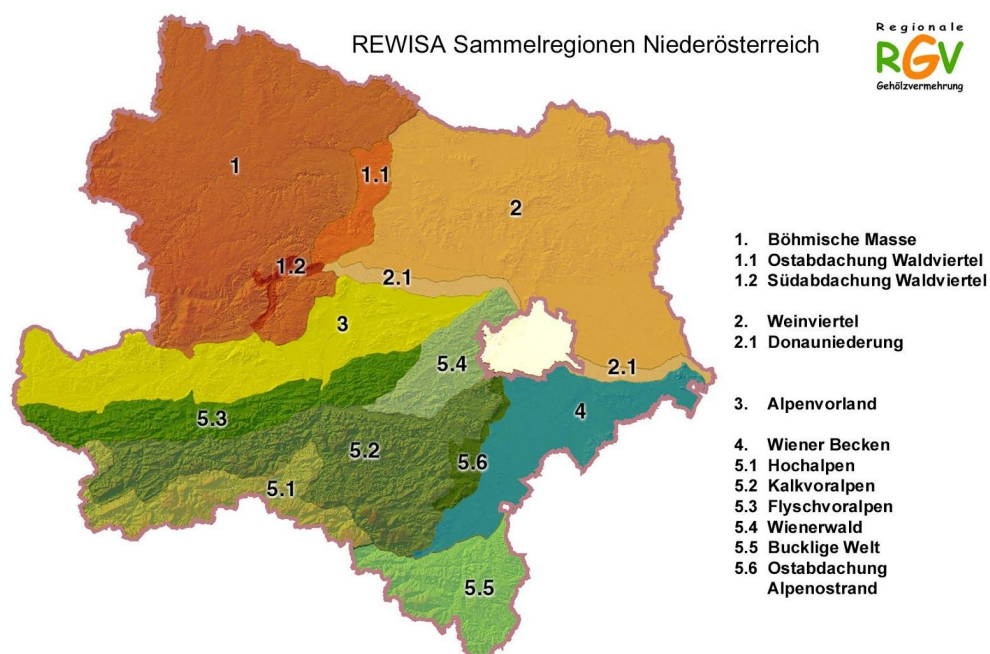 REWISA Sammelregionen Niederösterreich
Regionale
RGV
Gehölzvermehrung
1
1.1
2
1.2
2.1
3
5.4
2.1
4
5.3
5.2
5.6
5.1
5.5
1. Böhmische Masse
1.1 Ostabdachung Waldviertel
1.2 Südabdachung Waldviertel
2. Weinviertel
2.1 Donauniederung
3. Alpenvorland
4. Wiener Becken
5.1 Hochalpen
5.2 Kalkvoralpen
5.3 Flyschvoralpen
5.4 Wienerwald
5.5 Bucklige Welt
5.6 Ostabdachung
Alpenostrand